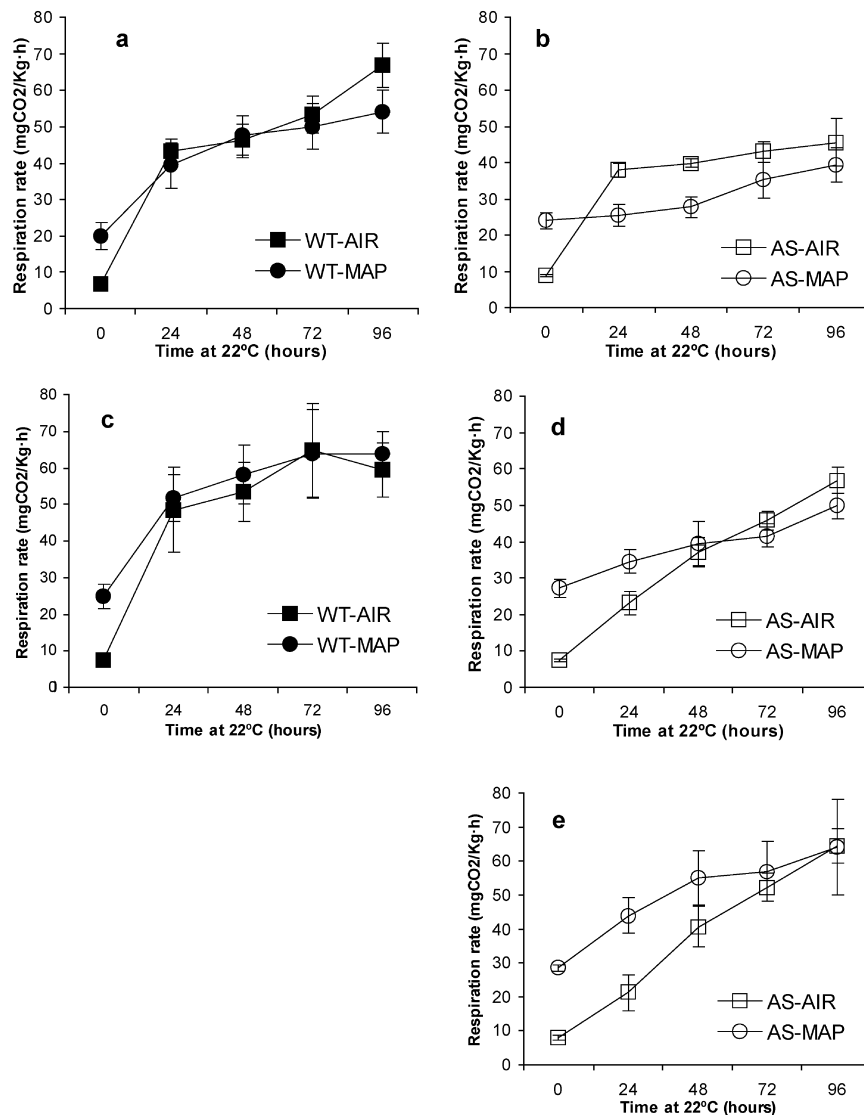 a
Respiration rate (mgCO2/Kg·h)
80
70
60
50
40
30
20
10
0
WT-AIR
WT-MAP
0 24 48 72 96
Time at 22ºC (hours)
b
Respiration rate (mgCO2/Kg·h)
80
70
60
50
40
30
20
10
0
AS-AIR
AS-MAP
0 24 48 72 96
Time at 22ºC (hours)
c
Respiration rate (mgCO2/Kg·h)
80
70
60
50
40
30
20
10
0
WT-AIR
WT-MAP
0 24 48 72 96
Time at 22ºC (hours)
d
Respiration rate (mgCO2/Kg·h)
80
70
60
50
40
30
20
10
0
AS-AIR
AS-MAP
0 24 48 72 96
Time at 22ºC (hours)
e
Respiration rate (mgCO2/Kg·h)
80
70
60
50
40
30
20
10
0
AS-AIR
AS-MAP
0 24 48 72 96
Time at 22ºC (hours)